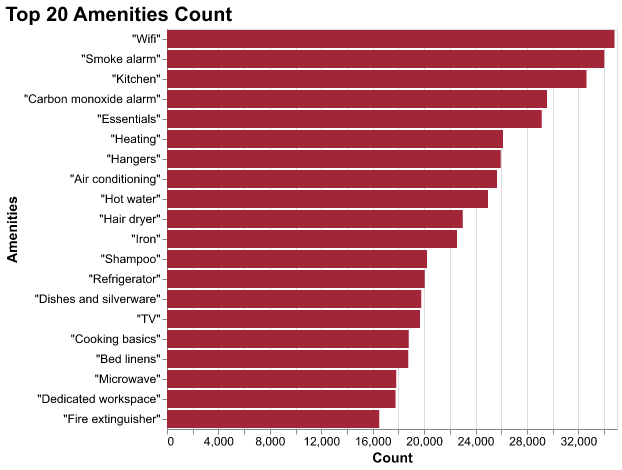 Top 20 Amenities Count
Amenities
"Wifi"
"Smoke alarm"
"Kitchen"
"Carbon monoxide alarm"
"Essentials"
"Heating"
"Hangers"
"Air conditioning"
"Hot water"
"Hair dryer"
"Iron"
"Shampoo"
"Refrigerator"
"Dishes and silverware"
"TV"
"Cooking basics"
"Bed linens"
"Microwave"
"Dedicated workspace"
"Fire extinguisher"
0 4,000 8,000 12,000 16,000 20,000 24,000 28,000 32,000
Count